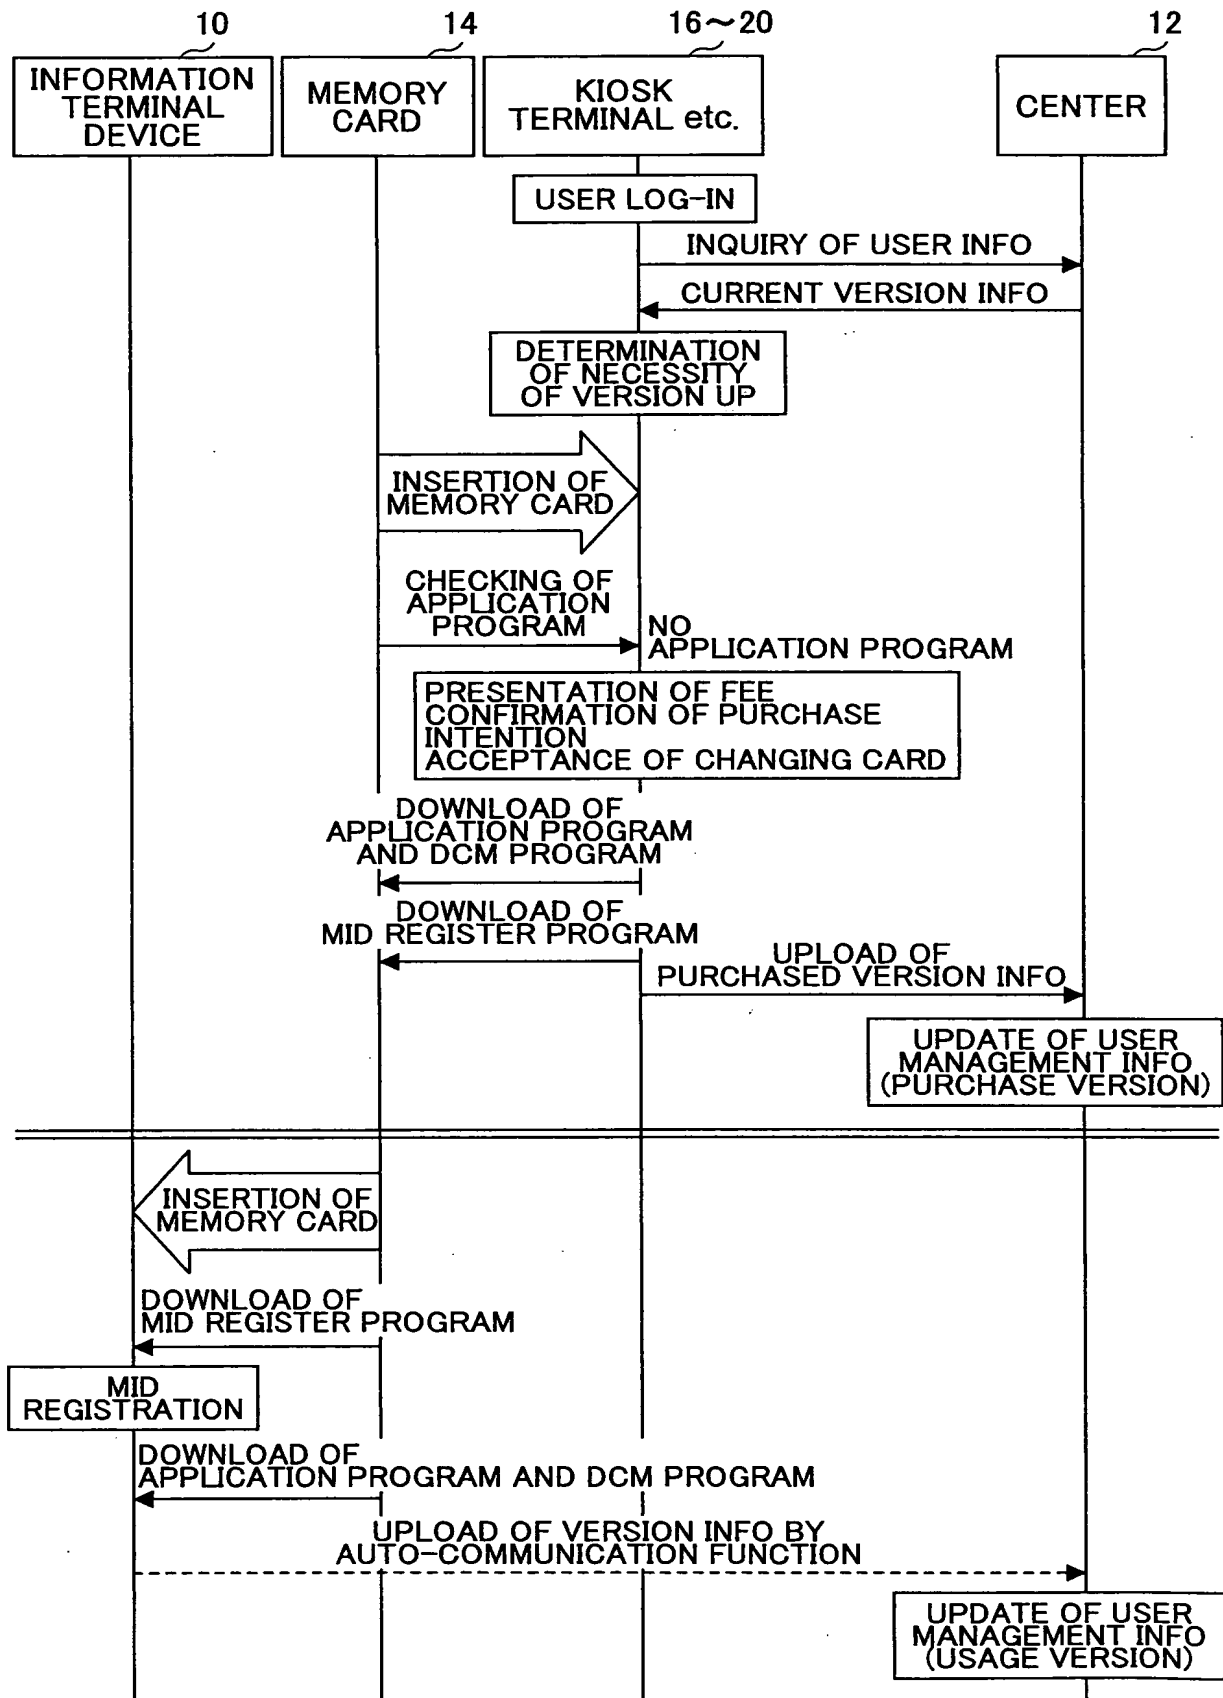 10
14
16～20
12
INFORMATION
TERMINAL
DEVICE
MEMORY
CARD
KIOSK
TERMINAL etc.
CENTER
USER LOG-IN
INQUIRY OF USER INFO
CURRENT VERSION INFO
DETERMINATION
OF NECESSITY
OF VERSION UP
INSERTION OF
MEMORY CARD
CHECKING OF
APPLICATION
PROGRAM
NO
APPLICATION PROGRAM
PRESENTATION OF FEE
CONFIRMATION OF PURCHASE
INTENTION
ACCEPTANCE OF CHANGING CARD
DOWNLOAD OF
APPLICATION PROGRAM
AND DCM PROGRAM
DOWNLOAD OF
MID REGISTER PROGRAM
UPLOAD OF
PURCHASED VERSION INFO
UPDATE OF USER
MANAGEMENT INFO
(PURCHASE VERSION)
INSERTION OF
MEMORY CARD
DOWNLOAD OF
MID REGISTER PROGRAM
MID
REGISTRATION
DOWNLOAD OF
APPLICATION PROGRAM AND DCM PROGRAM
UPLOAD OF VERSION INFO BY
AUTO-COMMUNICATION FUNCTION
UPDATE OF USER
MANAGEMENT INFO
(USAGE VERSION)